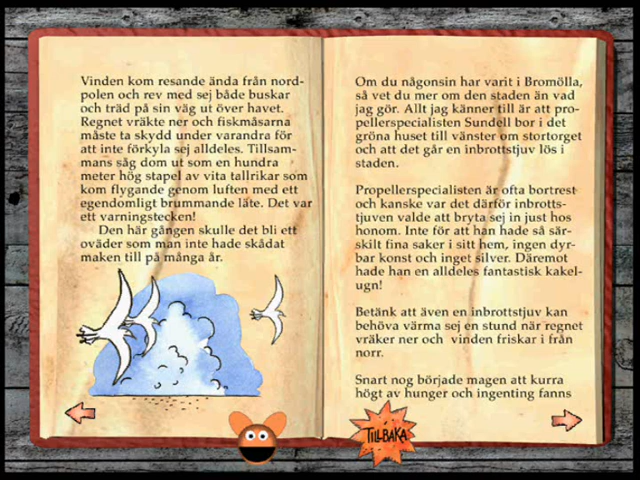 Vinden kom resande ända från nord-
polen och rev med sej både buskar
och träd på sin väg ut över havet.
Regnet vräkte ner och fiskmåsarna
måste ta skydd under varandra för
att inte förkyla sej alldeles. Tillsam-
mans såg dom ut som en hundra
meter hög stapel av vita tallrikar som
kom flygande genom luften med ett
egendomligt brummande läte. Det var
ett varningstecken!
Den här gången skulle det bli ett
oväder som man inte hade skådat
maken till på många år.
Om du någonsin har varit i Bromölla,
så vet du mer om den staden än vad
jag gör. Allt jag känner till är att pro-
pellerspecialisten Sundell bor i det
gröna huset till vänster om stortorget
och att det går en inbrottstjuv lös i
staden.
Propellerspecialisten är ofta bortrest
och kanske var det därför inbrotts-
tjuven valde att bryta sej in just hos
honom. Inte för att han hade så sär-
skilt fina saker i sitt hem, ingen dyr-
bar konst och inget silver. Däremot
hade han en alldeles fantastisk kakel-
ugn!
Betänk att även en inbrottstjuv kan
behöva värma sej en stund när regnet
vräker ner och vinden friskar i från
norr.
Snart nog började magen att kurra
högt av hunger och ingenting fanns
TILLBAKA